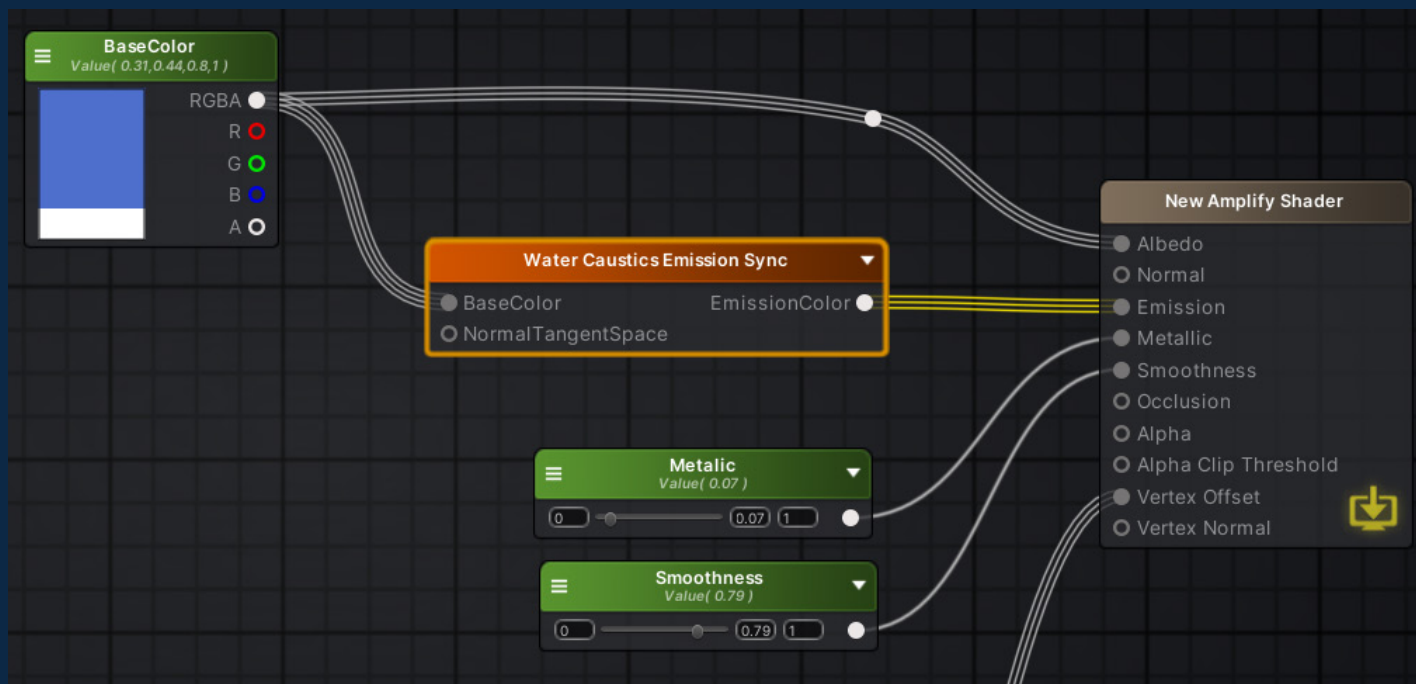 BaseColor
Value( 0.31,0.44,0.8,1 )
RGBA
R
G
B
A
Water Caustics Emission Sync
BaseColor
EmissionColor
NormalTangentSpace
Metalic
Value( 0.07 )
0
0.07
1
Smoothness
Value( 0.79 )
0
0.79
1
New Amplify Shader
Albedo
Normal
Emission
Metallic
Smoothness
Occlusion
Alpha
Alpha Clip Threshold
Vertex Offset
Vertex Normal